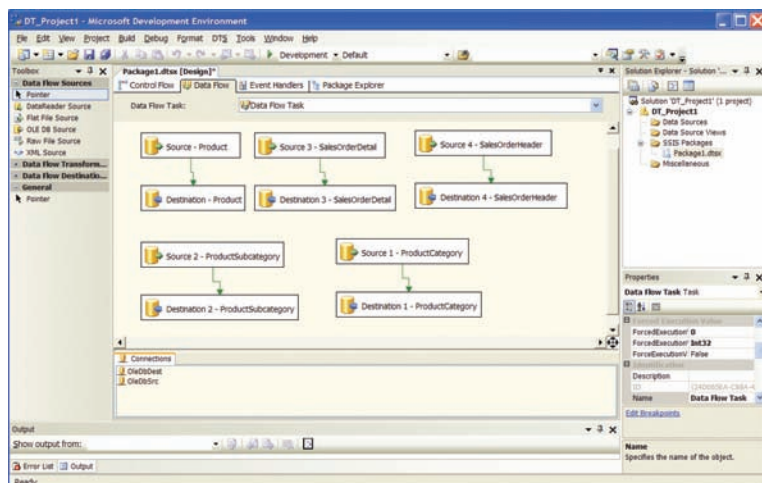 DT_Project1 - Microsoft Development Environment
File Edit View Project Build Debug Format DTS Tools Window Help
Development Default
Toolbox
Data Flow Sources
Pointer
DataReader Source
Flat File Source
OLE DB Source
Raw File Source
XML Source
Data Flow Transform...
Data Flow Destinatio...
General
Pointer
Package1.dtsx [Design]*
Control Flow Data Flow Event Handlers Package Explorer
Data Flow Task: Data Flow Task
Source - Product
Source 3 - SalesOrderDetail
Source 4 - SalesOrderHeader
Destination - Product
Destination 3 - SalesOrderDetail
Destination 4 - SalesOrderHeader
Source 2 - ProductSubcategory
Source 1 - ProductCategory
Destination 2 - ProductSubcategory
Destination 1 - ProductCategory
Connections
OleDbDest
OleDbSrc
Output
Show output from:
Error List Output
Ready
Solution Explorer - Solution '...
Solution 'DT_Project1' (1 project)
DT_Project1
Data Sources
Data Source Views
SSIS Packages
Package1.dtsx
Miscellaneous
Properties
Data Flow Task Task
Forced Execution Value
ForcedExecution 0
ForcedExecution Int32
ForceExecutionV False
Identification
Description
ID
Name Data Flow Task
Edit Breakpoints
Name
Specifies the name of the object.